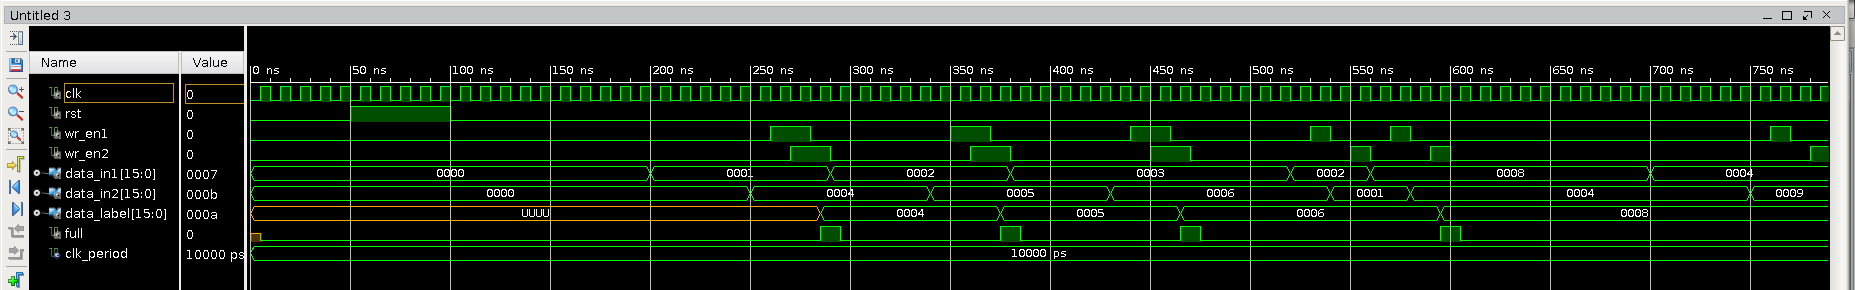 Untitled 3
Name Value
0 ns 50 ns 100 ns 150 ns 200 ns 250 ns 300 ns 350 ns 400 ns 450 ns 500 ns 550 ns 600 ns 650 ns 700 ns 750 ns
clk 0
rst 0
wr_en1 0
wr_en2 0
data_in1[15:0] 0007 0000 0001 0002 0003 0002 0008 0004
data_in2[15:0] 000b 0000 0004 0005 0006 0001 0004 0009
data_label[15:0] 000a UUUU 0004 0005 0006 0008
full 0
clk_period 10000 ps 10000 ps